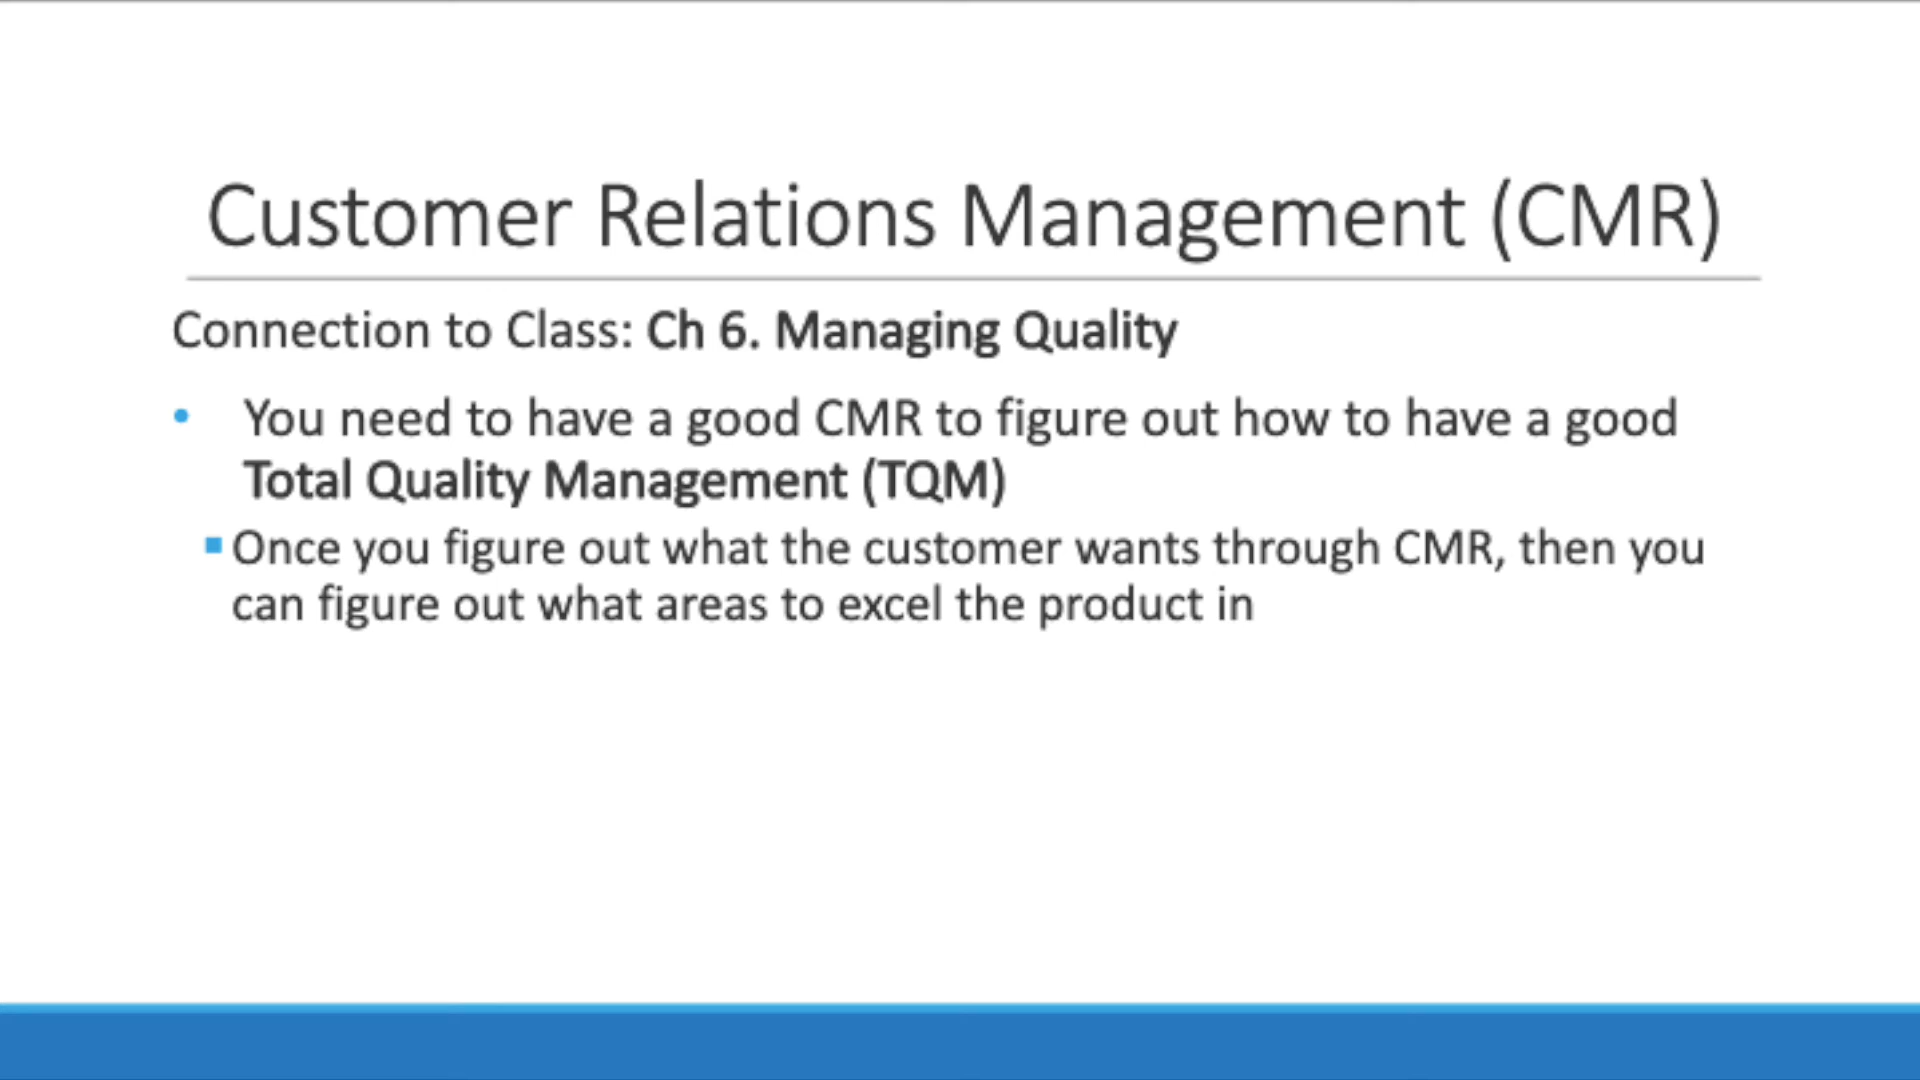 Customer Relations Management (CMR)
Connection to Class: Ch 6. Managing Quality
• You need to have a good CMR to figure out how to have a good
Total Quality Management (TQM)
▪ Once you figure out what the customer wants through CMR, then you
can figure out what areas to excel the product in